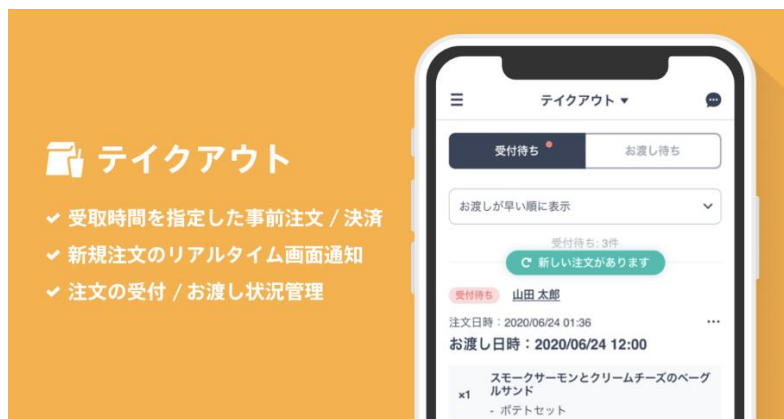 テイクアウト
✓ 受取時間を指定した事前注文 / 決済
✓ 新規注文のリアルタイム画面通知
✓ 注文の受付 / お渡し状況管理
テイクアウト ▾
受付待ち
お渡し待ち
お渡しが早い順に表示
受付待ち: 3件
新しい注文があります
受付待ち 山田 太郎
注文日時：2020/06/24 01:36
お渡し日時：2020/06/24 12:00
x1 スモークサーモンとクリームチーズのベーグ
ルサンド
- ポテトセット